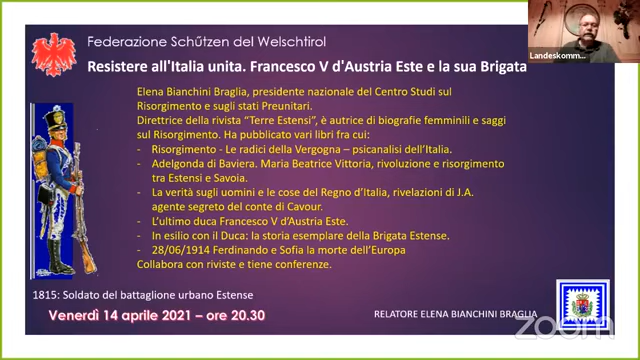 Federazione Schűtzen del Welschtirol
Resistere all'Italia unita. Francesco V d'Austria Este e la sua Brigata
Landeskomm...
Elena Bianchini Braglia, presidente nazionale del Centro Studi sul
Risorgimento e sugli stati Preunitari.
Direttrice della rivista “Terre Estensi”, è autrice di biografie femminili e saggi
sul Risorgimento. Ha pubblicato vari libri fra cui:
- Risorgimento - Le radici della Vergogna – psicanalisi dell’Italia.
- Adelgonda di Baviera. Maria Beatrice Vittoria, rivoluzione e risorgimento
tra Estensi e Savoia.
- La verità sugli uomini e le cose del Regno d’Italia, rivelazioni di J.A.
agente segreto del conte di Cavour.
- L’ultimo duca Francesco V d’Austria Este.
- In esilio con il Duca: la storia esemplare della Brigata Estense.
- 28/06/1914 Ferdinando e Sofia la morte dell’Europa
Collabora con riviste e tiene conferenze.
1815: Soldato del battaglione urbano Estense
Venerdì 14 aprile 2021 – ore 20.30
RELATORE ELENA BIANCHINI BRAGLIA
zoom